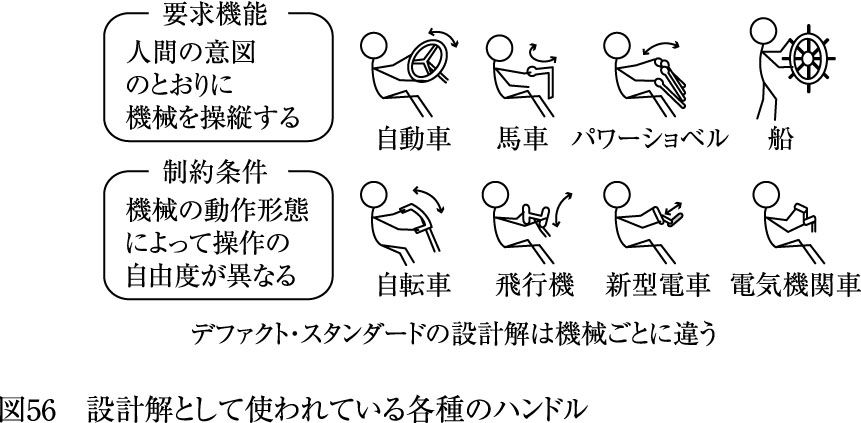 要求機能
人間の意図
のとおりに
機械を操縦する
自動車 馬車 パワーショベル 船
制約条件
機械の動作形態
によって操作の
自由度が異なる
自転車 飛行機 新型電車 電気機関車
デファクト・スタンダードの設計解は機械ごとに違う
図56 設計解として使われている各種のハンドル